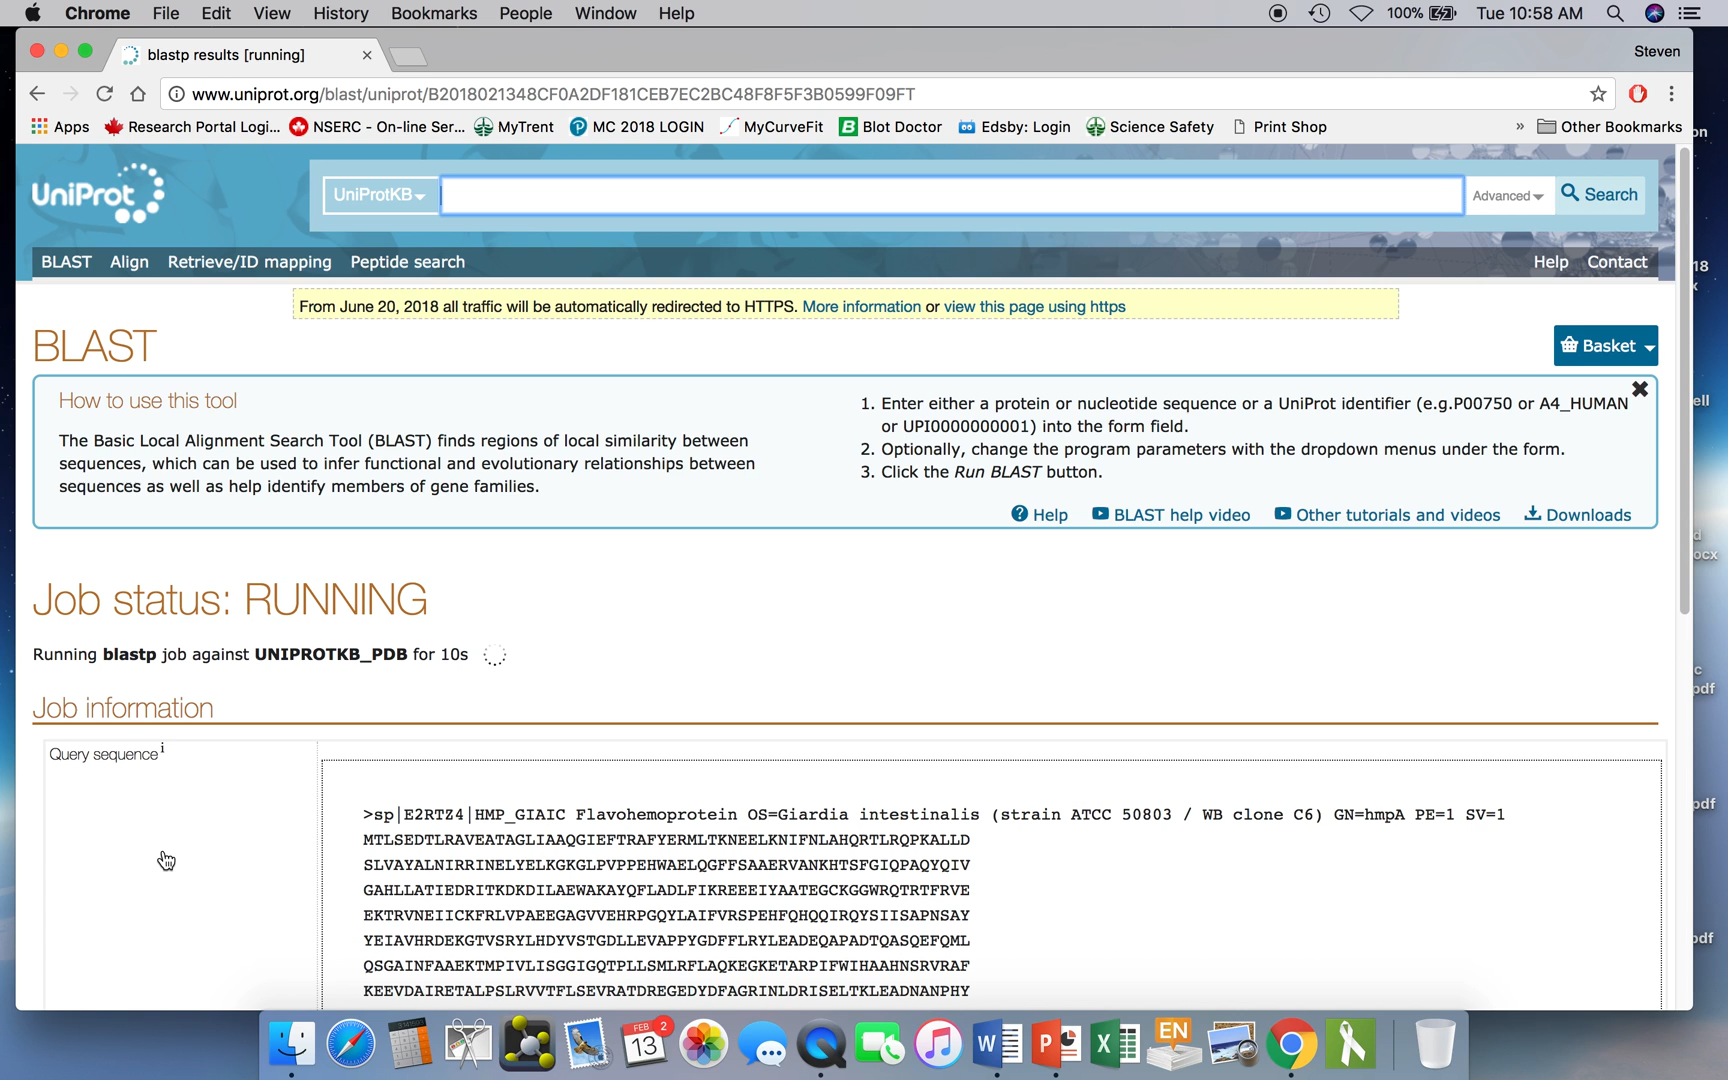 Chrome File Edit View History Bookmarks People Window Help 100% Tue 10:58 AM
blastp results [running] Steven
www.uniprot.org/blast/uniprot/B2018021348CF0A2DF181CEB7EC2BC48F8F5F3B0599F09FT
Apps Research Portal Logi... NSERC - On-line Ser... MyTrent MC 2018 LOGIN MyCurveFit Blot Doctor Edsby: Login Science Safety Print Shop » Other Bookmarks
UniProt UniProtKB Advanced Search
BLAST Align Retrieve/ID mapping Peptide search Help Contact
From June 20, 2018 all traffic will be automatically redirected to HTTPS. More information or view this page using https
BLAST Basket
How to use this tool
The Basic Local Alignment Search Tool (BLAST) finds regions of local similarity between
sequences, which can be used to infer functional and evolutionary relationships between
sequences as well as help identify members of gene families.
1. Enter either a protein or nucleotide sequence or a UniProt identifier (e.g.P00750 or A4_HUMAN
or UPI0000000001) into the form field.
2. Optionally, change the program parameters with the dropdown menus under the form.
3. Click the Run BLAST button.
Help BLAST help video Other tutorials and videos Downloads
Job status: RUNNING
Running blastp job against UNIPROTKB_PDB for 10s
Job information
Query sequence i
>sp|E2RTZ4|HMP_GIAIC Flavohemoprotein OS=Giardia intestinalis (strain ATCC 50803 / WB clone C6) GN=hmpA PE=1 SV=1
MTLSEDTLRAVEATAGLIAAQGIEFTRAFYERMLTKNEELKNIFNLAHQRTLRQPKALLD
SLVAYALNIRRINELYELKGKGLPVPPEHWAELQGFFSAAERVANKHTSFGIQPAQYQIV
GAHLLATIEDRITKDKDILAEWAKAYQFLADLFIKREEEIYAATEGCKGGWRQTRTFRVE
EKTRVNEIICKFRLVPAEEGAGVVEHRPGQYLAIFVRSPEHFQHQQIRQYSIISAPNSAY
YEIAVHRDEKGTVSRYLHDYVSTGDLLEVAPPYGDFFLRYLEADEQAPADTQASQEFQML
QSGAINFAAEKTMPIVLISGGIGQTPLLSMLRFLAQKEGKETARPIFWIHAAHNSRVRAF
KEEVDAIRETALPSLRVVTFLSEVRATDREGEDYDFAGRINLDRISELTKLEADNANPHY
on
18
x
ell
d
ocx
c
pdf
pdf
pdf
FEB 2
13
W
P
X
EN